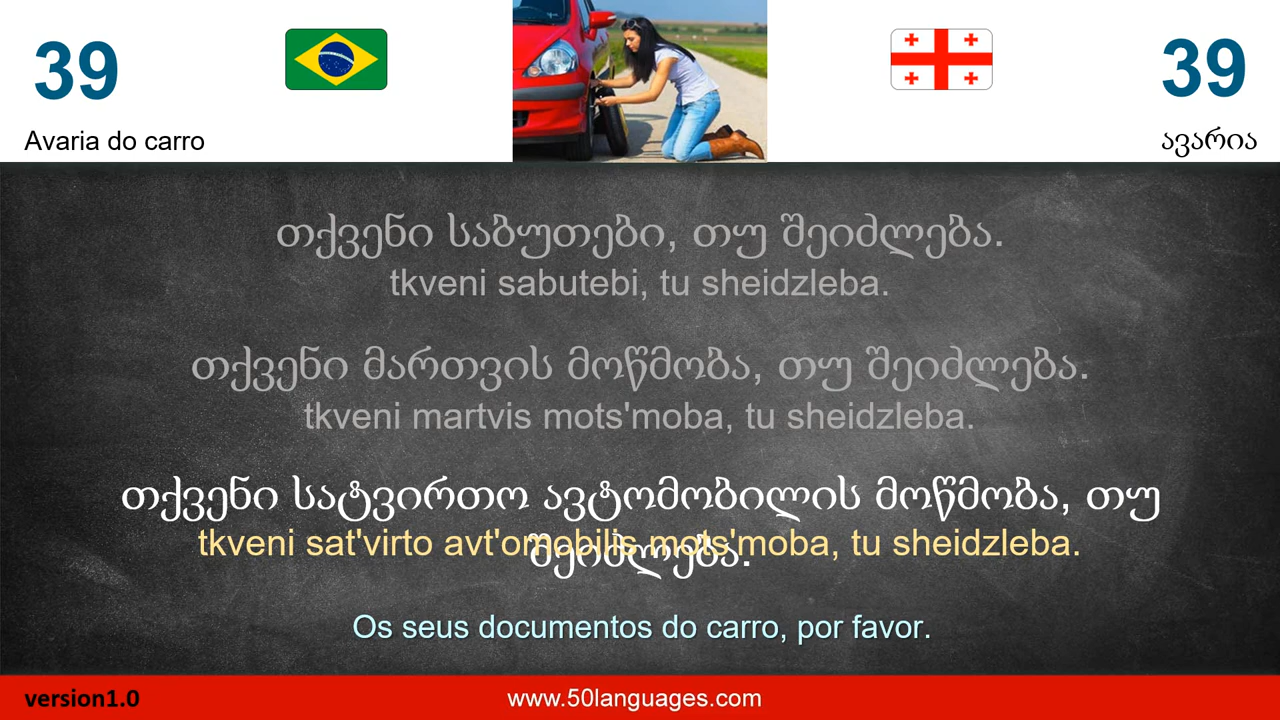 39
39
Avaria do carro
ავარია
თქვენი საბუთები, თუ შეიძლება.
tkveni sabutebi, tu sheidzleba.
თქვენი მართვის მოწმობა, თუ შეიძლება.
tkveni martvis mots'moba, tu sheidzleba.
თქვენი სატვირთო ავტომობილის მოწმობა, თუ
შეიძლება.
tkveni sat'virto avt'omobilis mots'moba, tu sheidzleba.
Os seus documentos do carro, por favor.
version1.0
www.50languages.com